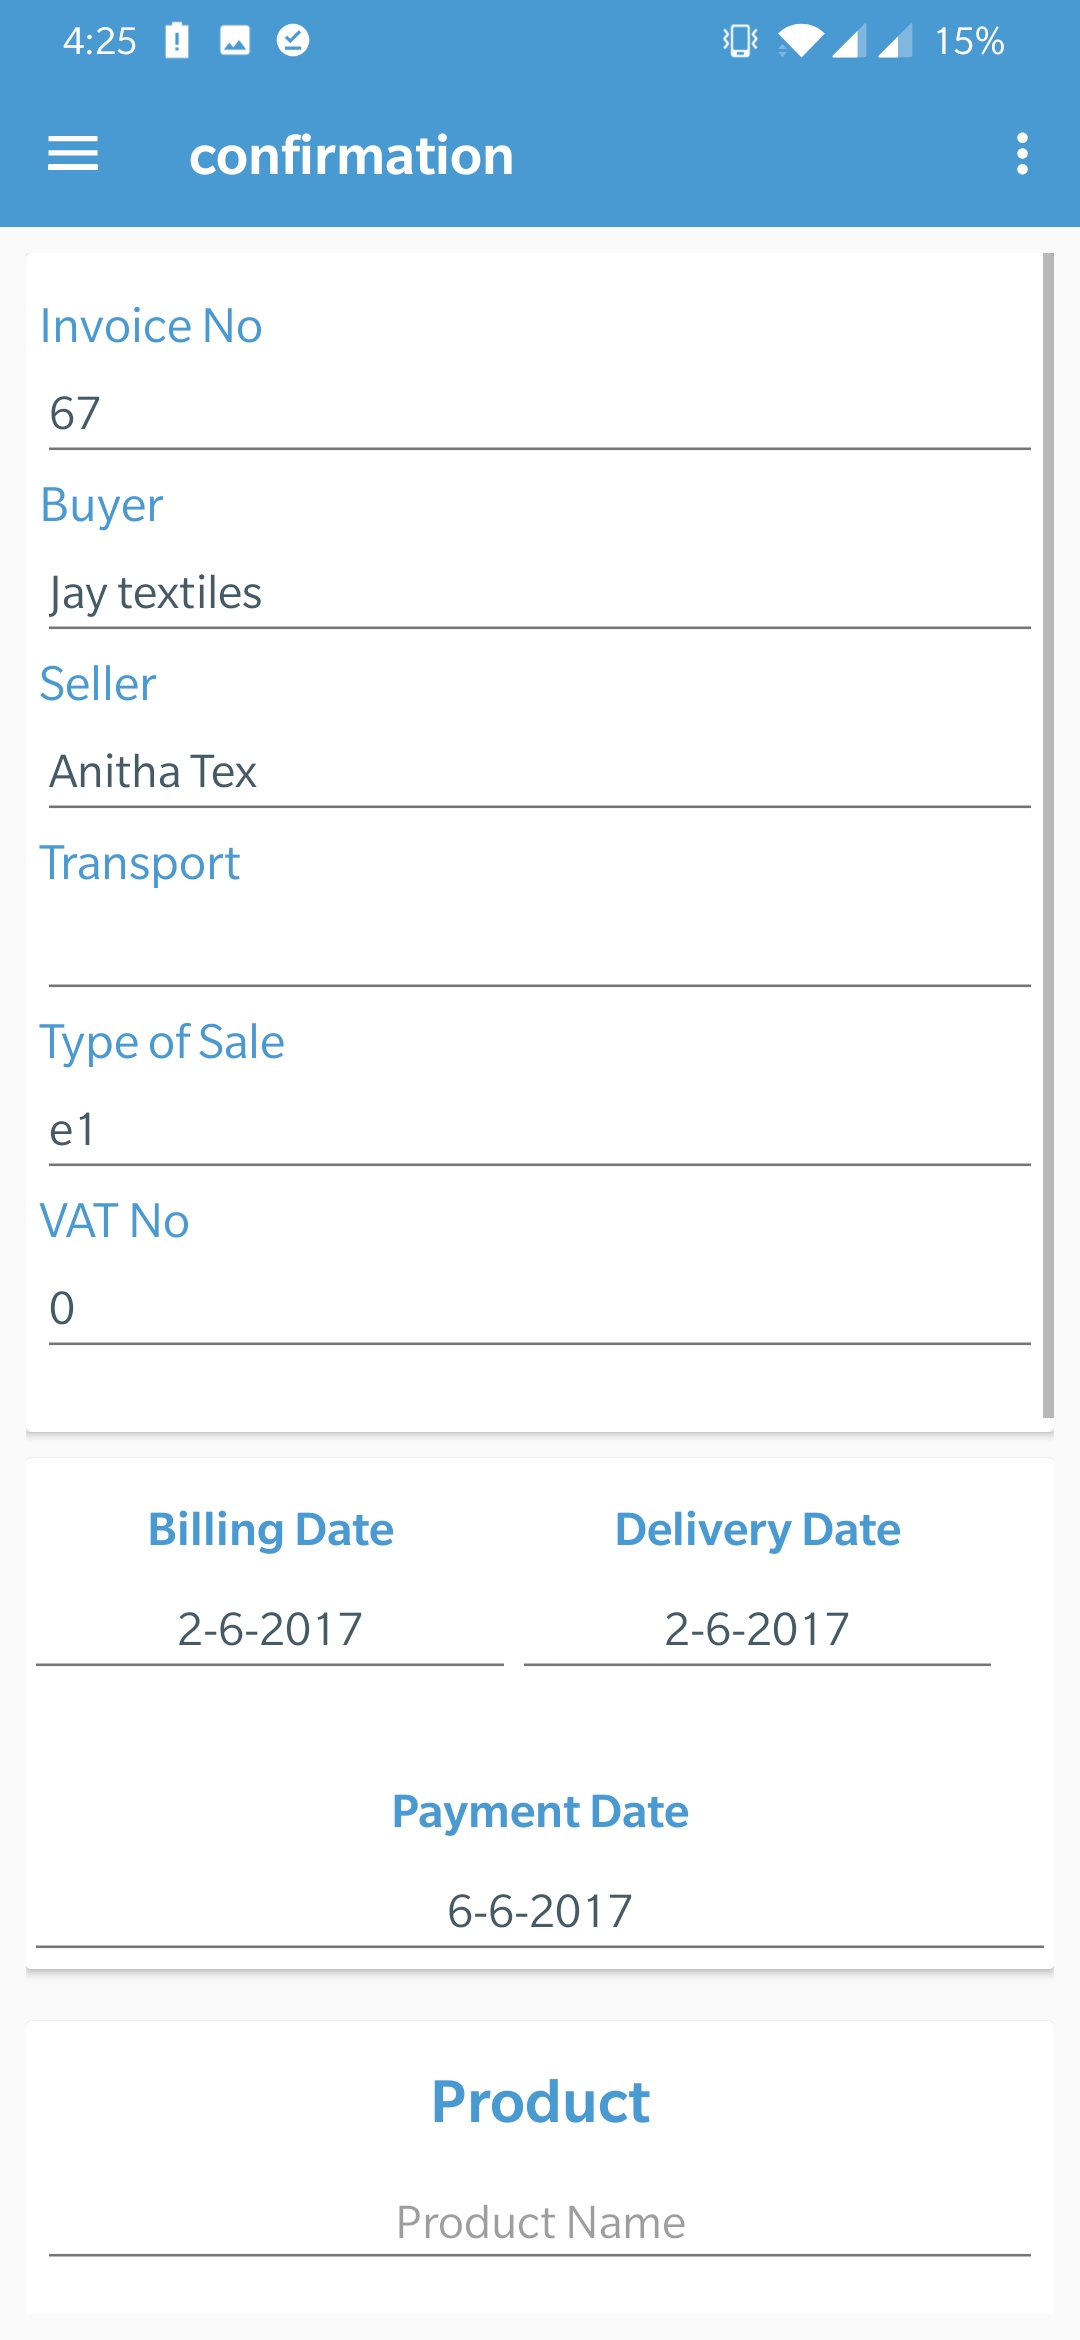 4:25 15%
confirmation
Invoice No
67
Buyer
Jay textiles
Seller
Anitha Tex
Transport
Type of Sale
e1
VAT No
0
Billing Date Delivery Date
2-6-2017 2-6-2017
Payment Date
6-6-2017
Product
Product Name